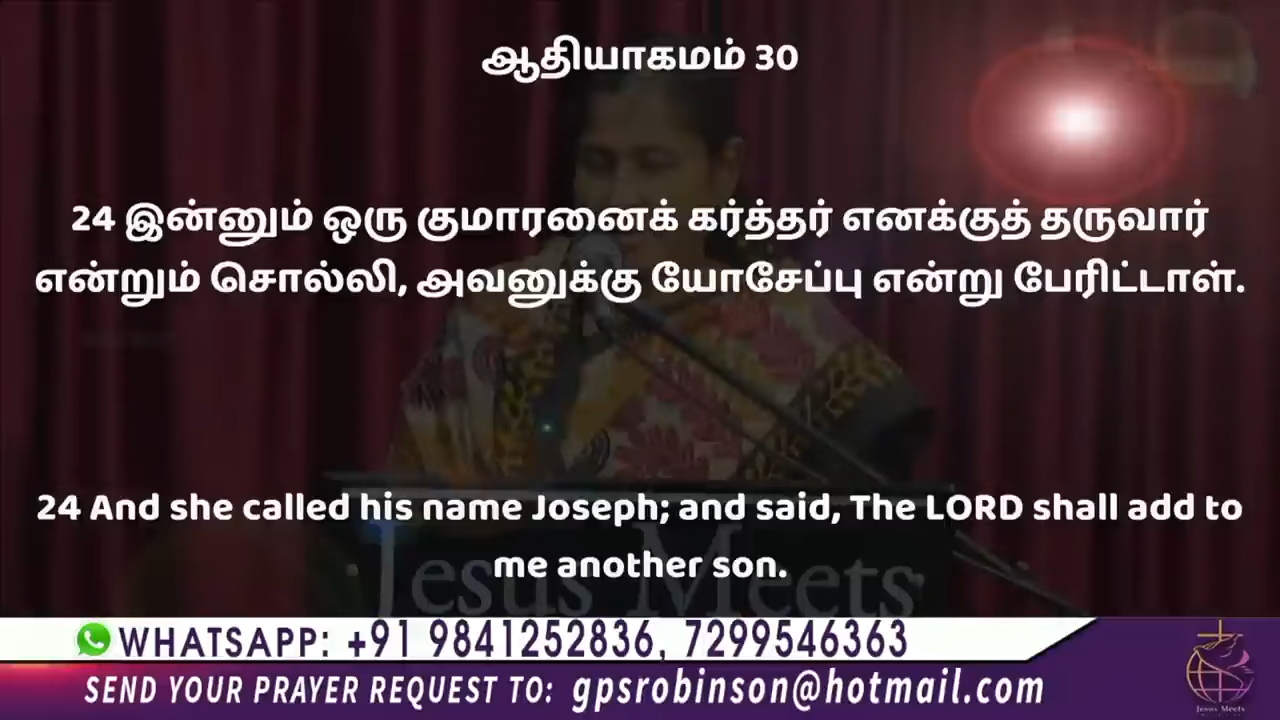 ஆதியாகமம் 30
24 இன்னும் ஒரு குமாரனைக் கர்த்தர் எனக்குத் தருவார்
என்றும் சொல்லி, அவனுக்கு யோசேப்பு என்று பேரிட்டாள்.
24 And she called his name Joseph; and said, The LORD shall add to
me another son.
Jesus Meets
WHATSAPP: +91 9841252836, 7299546363
SEND YOUR PRAYER REQUEST TO: gpsrobinson@hotmail.com
Jesus Meets